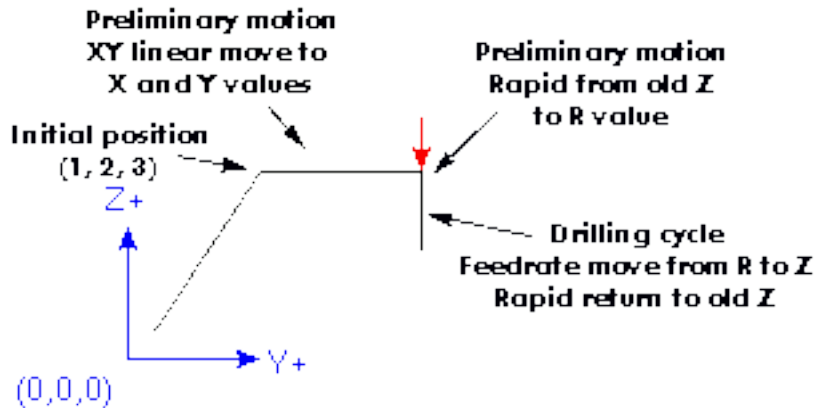 Preliminary motion
XY linear move to
X and Y values
Preliminary motion
Rapid from old Z
to R value
Initial position
(1, 2, 3)
Z+
Drilling cycle
Feedrate move from R to Z
Rapid return to old Z
Y+
(0,0,0)